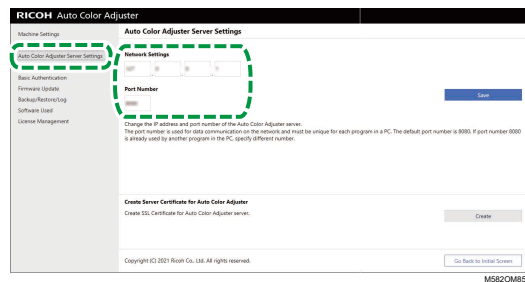 RICOH Auto Color Adjuster
Machine Settings
Auto Color Adjuster Server Settings
Basic Authentication
Firmware Update
Backup/Restore/Log
Software Used
License Management
Auto Color Adjuster Server Settings
Network Settings
Port Number
Save
Change the IP address and port number of the Auto Color Adjuster server.
The port number is used for data communication on the network and must be unique for each program in a PC. The default port number is 8080. If port number 8080
is already used by another program in the PC, specify different number.
Create Server Certificate for Auto Color Adjuster
Create SSL Certificate for Auto Color Adjuster server.
Create
Copyright (C) 2021 Ricoh Co., Ltd. All rights reserved.
Go Back to Initial Screen
M582OM85